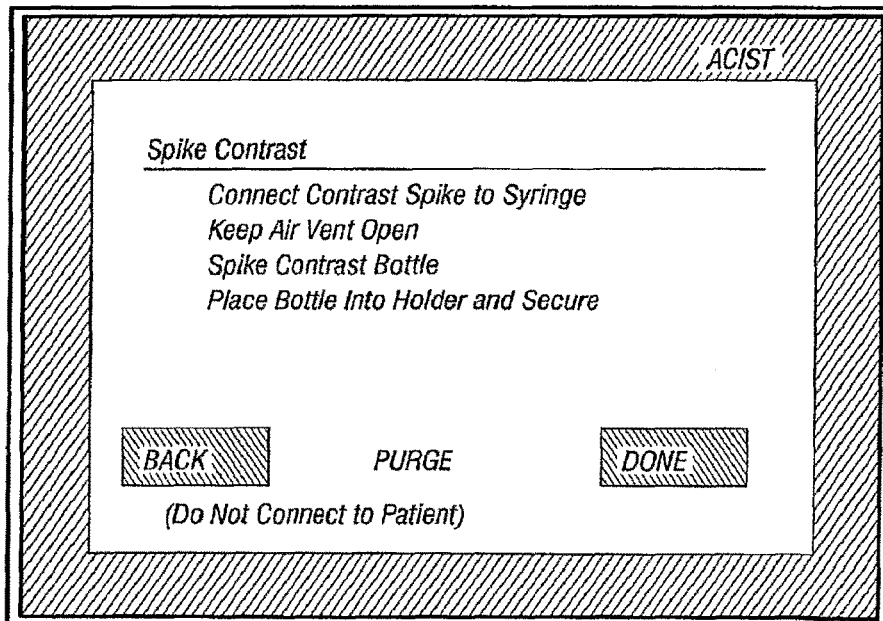 ACIST
Spike Contrast
Connect Contrast Spike to Syringe
Keep Air Vent Open
Spike Contrast Bottle
Place Bottle Into Holder and Secure
BACK PURGE DONE
(Do Not Connect to Patient)